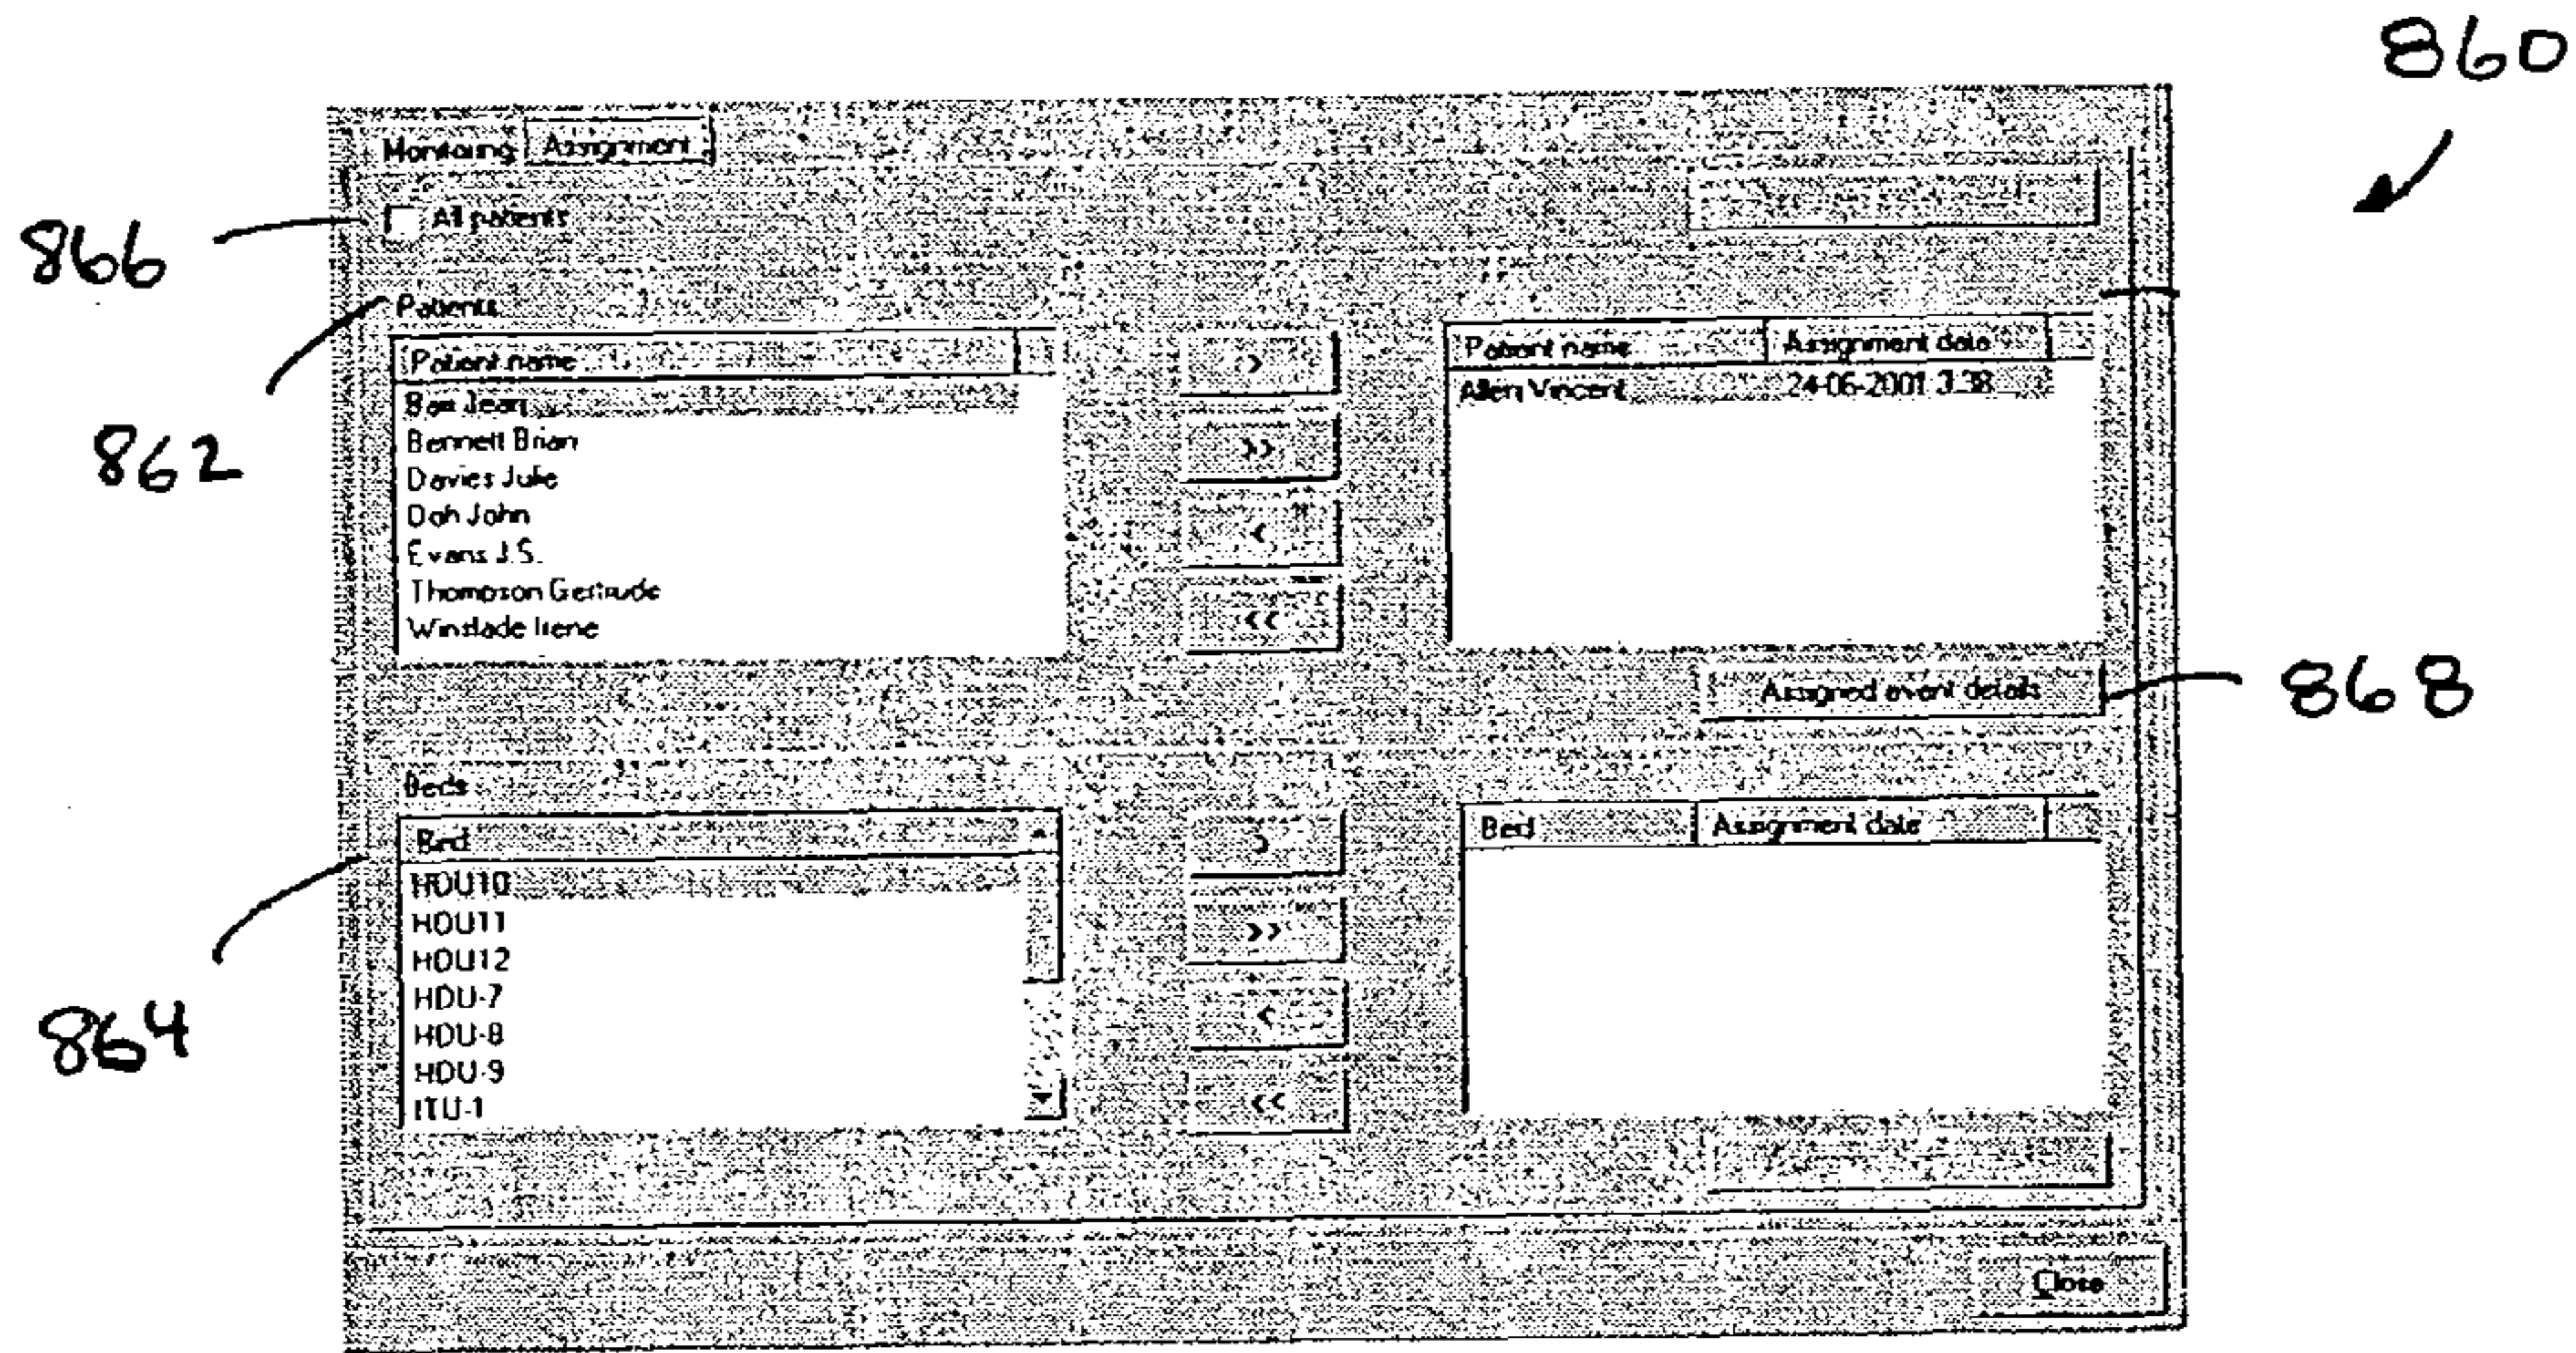 860
Monitoring Assignment
866 All patients
862 Patients
Patient name
Barr Jean
Bennett Brian
Davies Julie
Doh John
Evans J.S.
Thompson Gertrude
Winslade Irene
>
>>
<
<<
Patient name Assignment date
Allen Vincent 24-06-2001 3:38
Assigned event details 868
864 Beds
Bed
HDU10
HDU11
HDU12
HDU-7
HDU-8
HDU-9
ITU-1
>
>>
<
<<
Bed Assignment date
Close